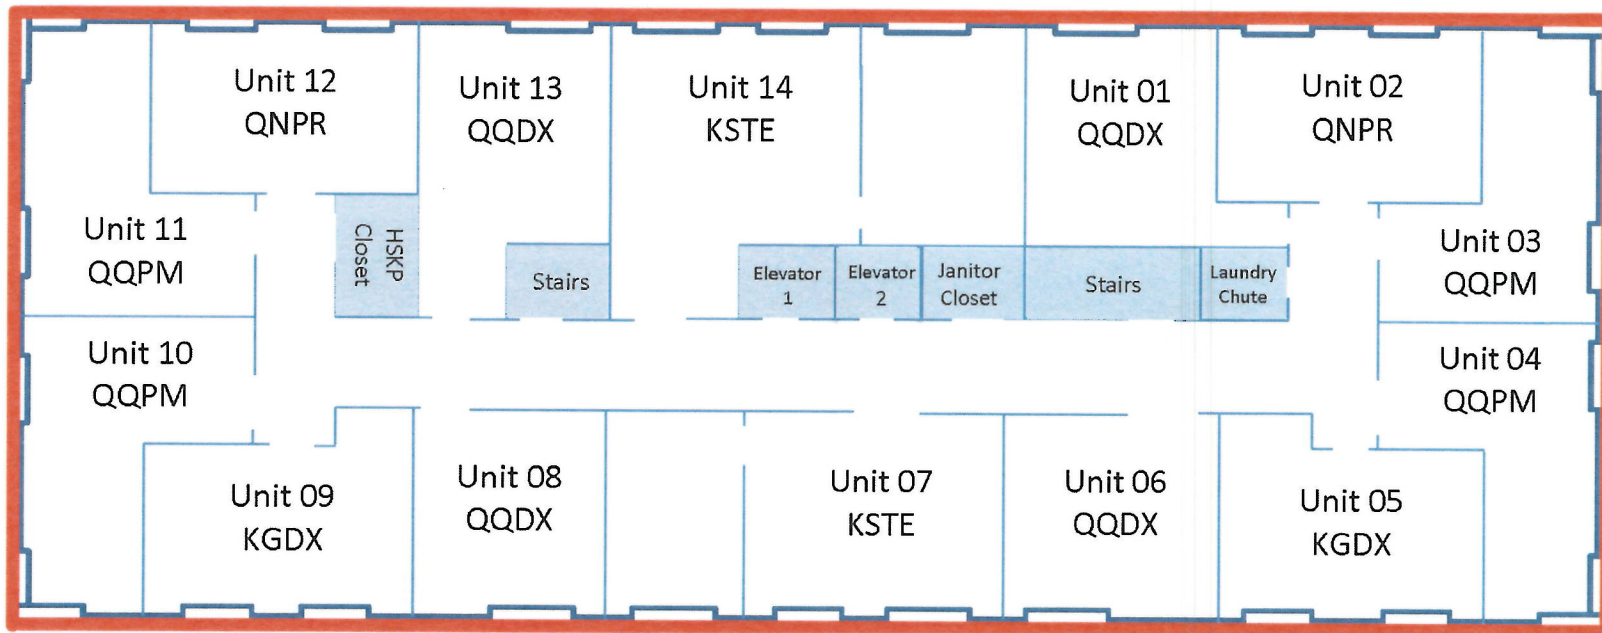 Unit 12
QNPR
Unit 13
QQDX
Unit 14
KSTE
Unit 01
QQDX
Unit 02
QNPR
Unit 11
QQPM
HSKP
Closet
Stairs
Elevator
1
Elevator
2
Janitor
Closet
Stairs
Laundry
Chute
Unit 03
QQPM
Unit 10
QQPM
Unit 04
QQPM
Unit 09
KGDX
Unit 08
QQDX
Unit 07
KSTE
Unit 06
QQDX
Unit 05
KGDX